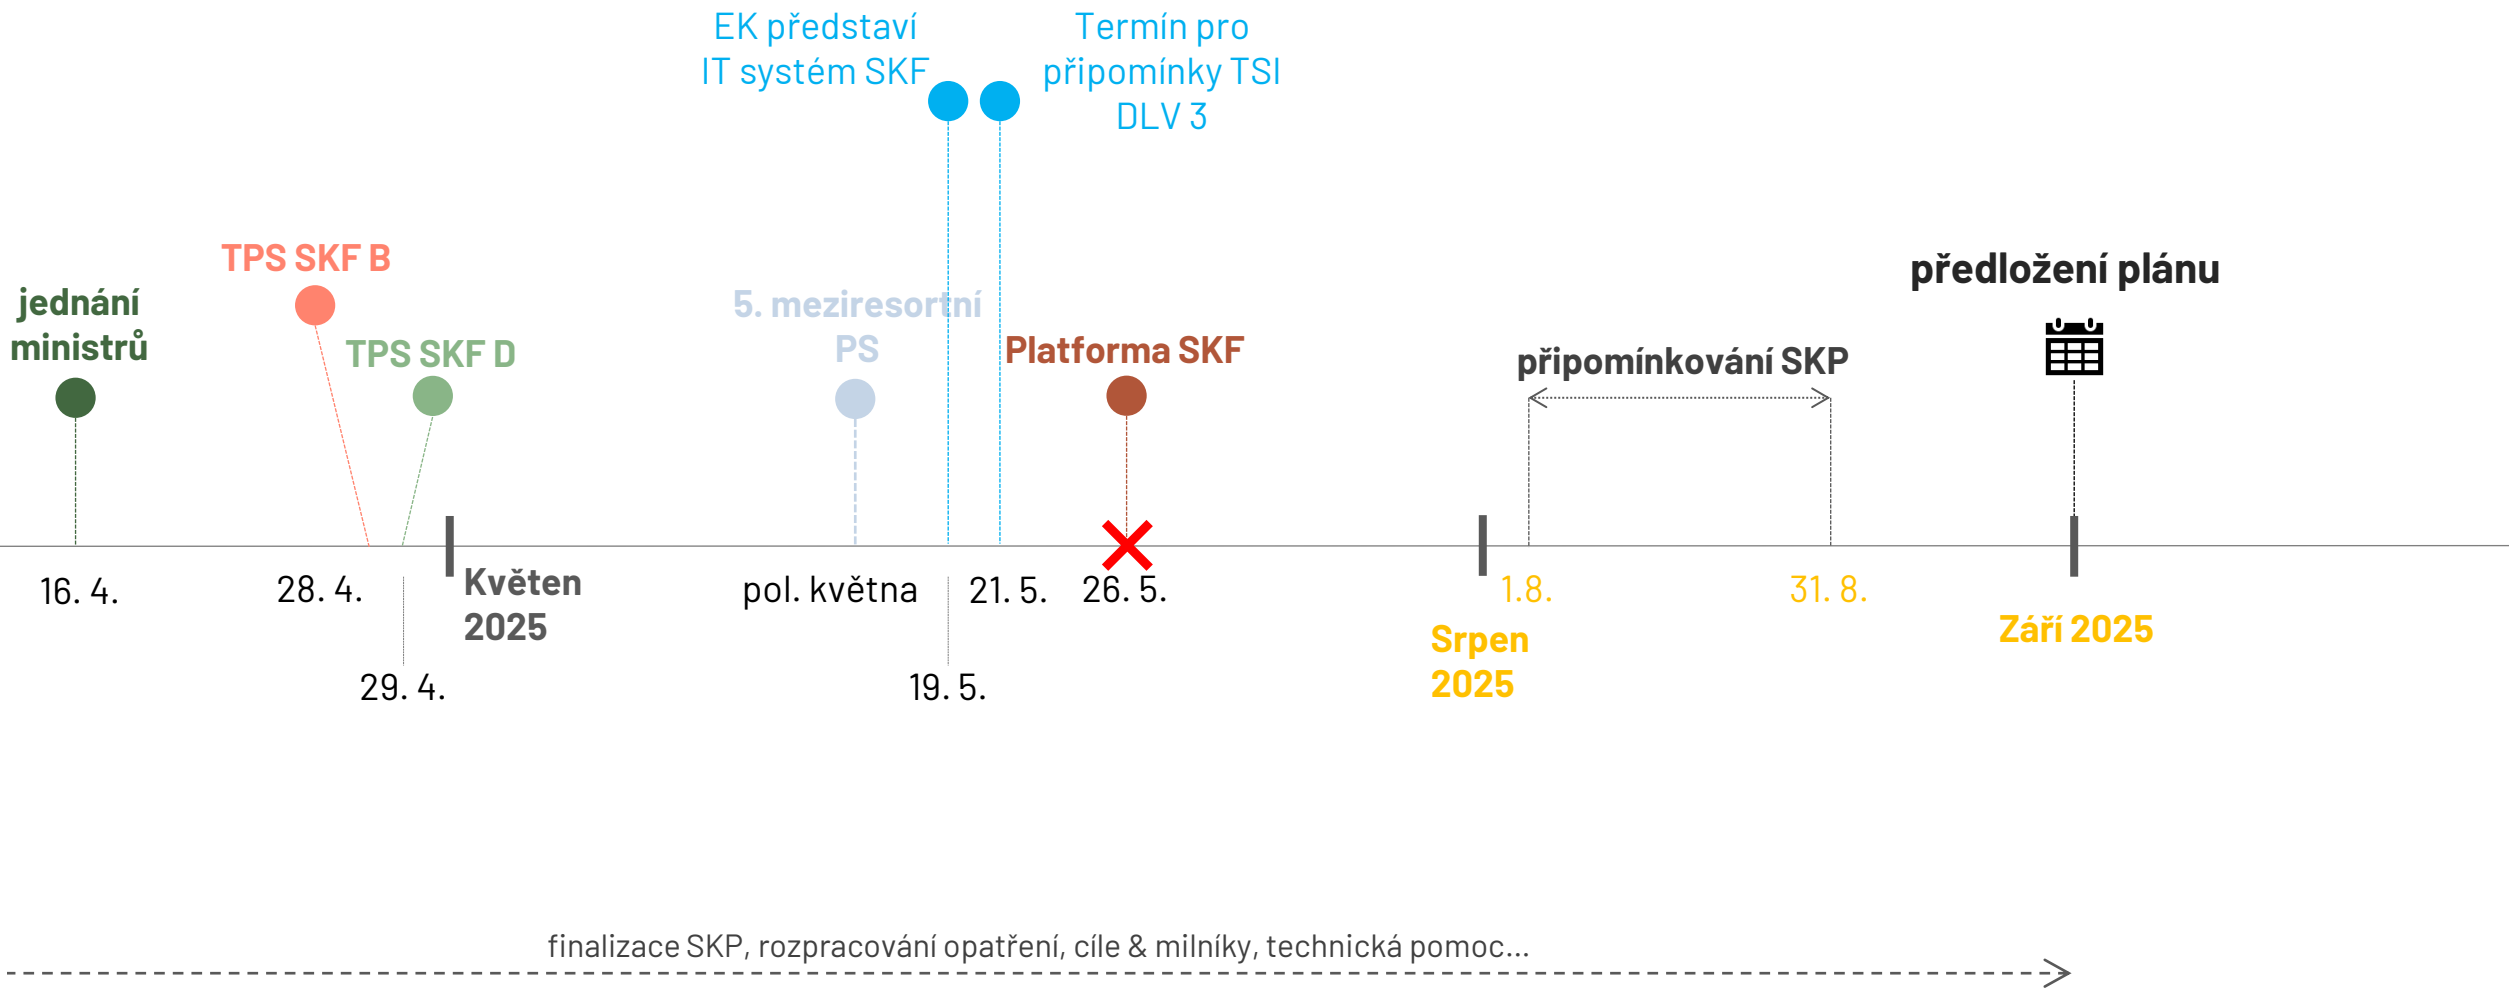 EK představí
IT systém SKF
Termín pro
připomínky TSI
DLV 3
TPS SKF B
předložení plánu
jednání
ministrů
5. meziresortní
PS
TPS SKF D
Platforma SKF
připomínkování SKP
16. 4.
28. 4.
Květen
2025
pol. května
21. 5.
26. 5.
1.8.
31. 8.
Srpen
2025
Září 2025
29. 4.
19. 5.
finalizace SKP, rozpracování opatření, cíle & milníky, technická pomoc...